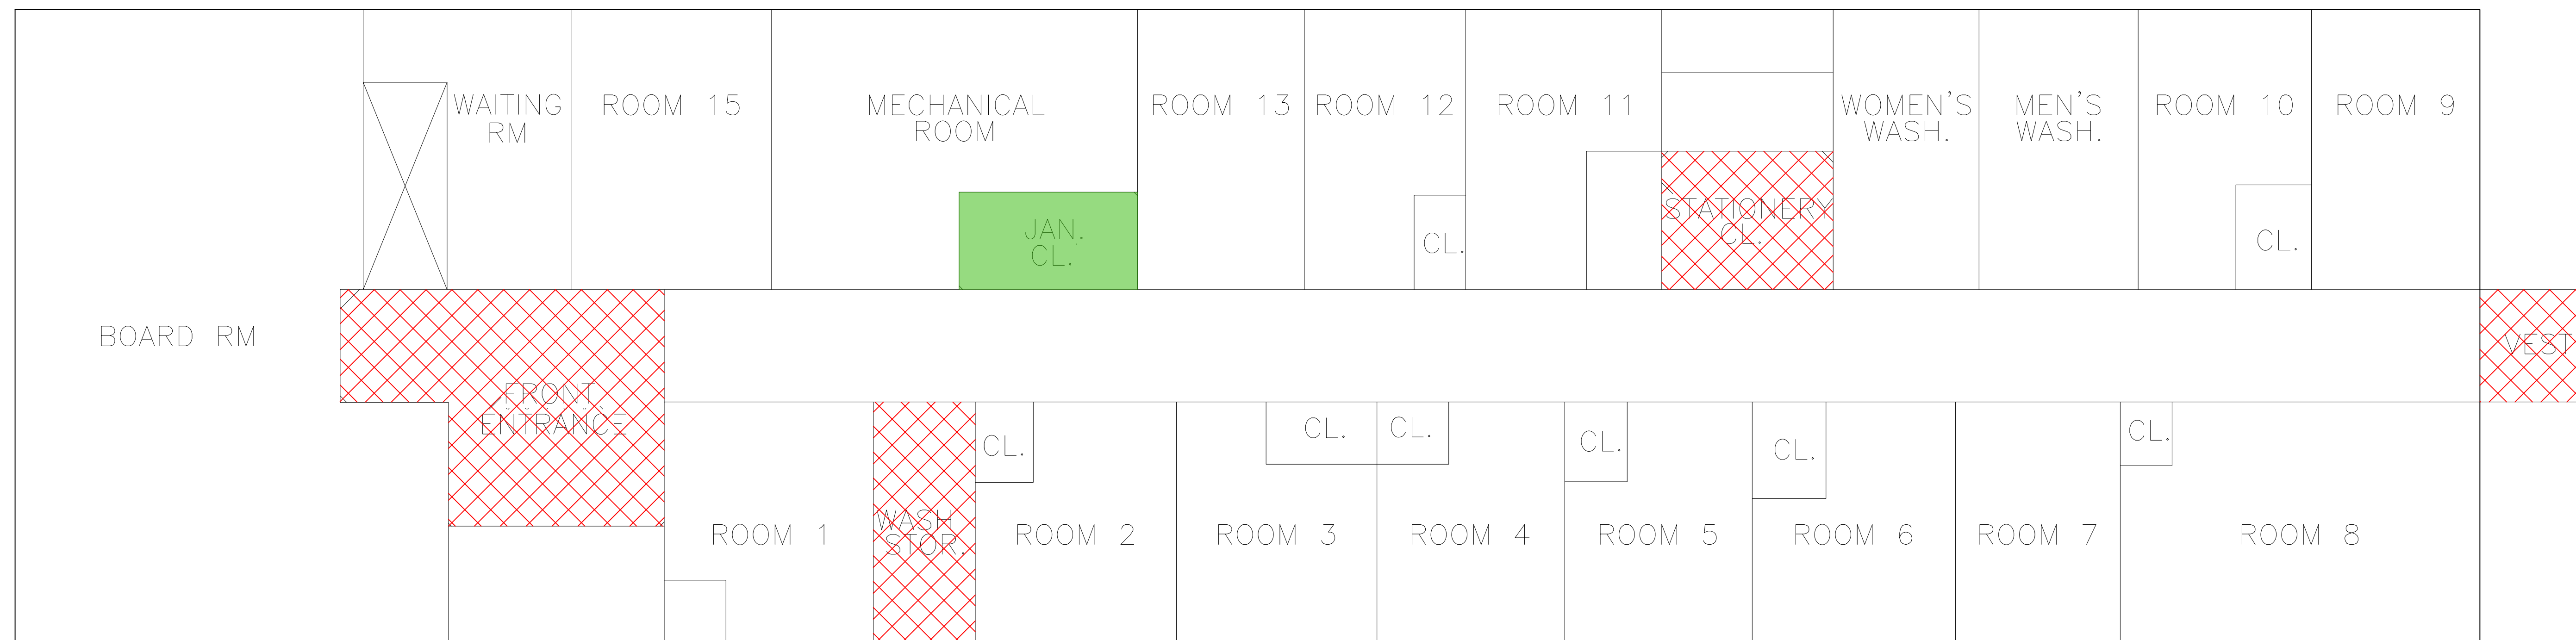 WAITING
RM
ROOM 15
MECHANICAL
ROOM
ROOM 13
ROOM 12
ROOM 11
WOMEN'S
WASH.
MEN'S
WASH.
ROOM 10
ROOM 9
JAN.
CL.
CL.
STATIONERY
CL.
CL.
BOARD RM
VEST
FRONT
ENTRANCE
CL.
CL.
CL.
CL.
CL.
CL.
ROOM 1
WASH
STOR.
ROOM 2
ROOM 3
ROOM 4
ROOM 5
ROOM 6
ROOM 7
ROOM 8